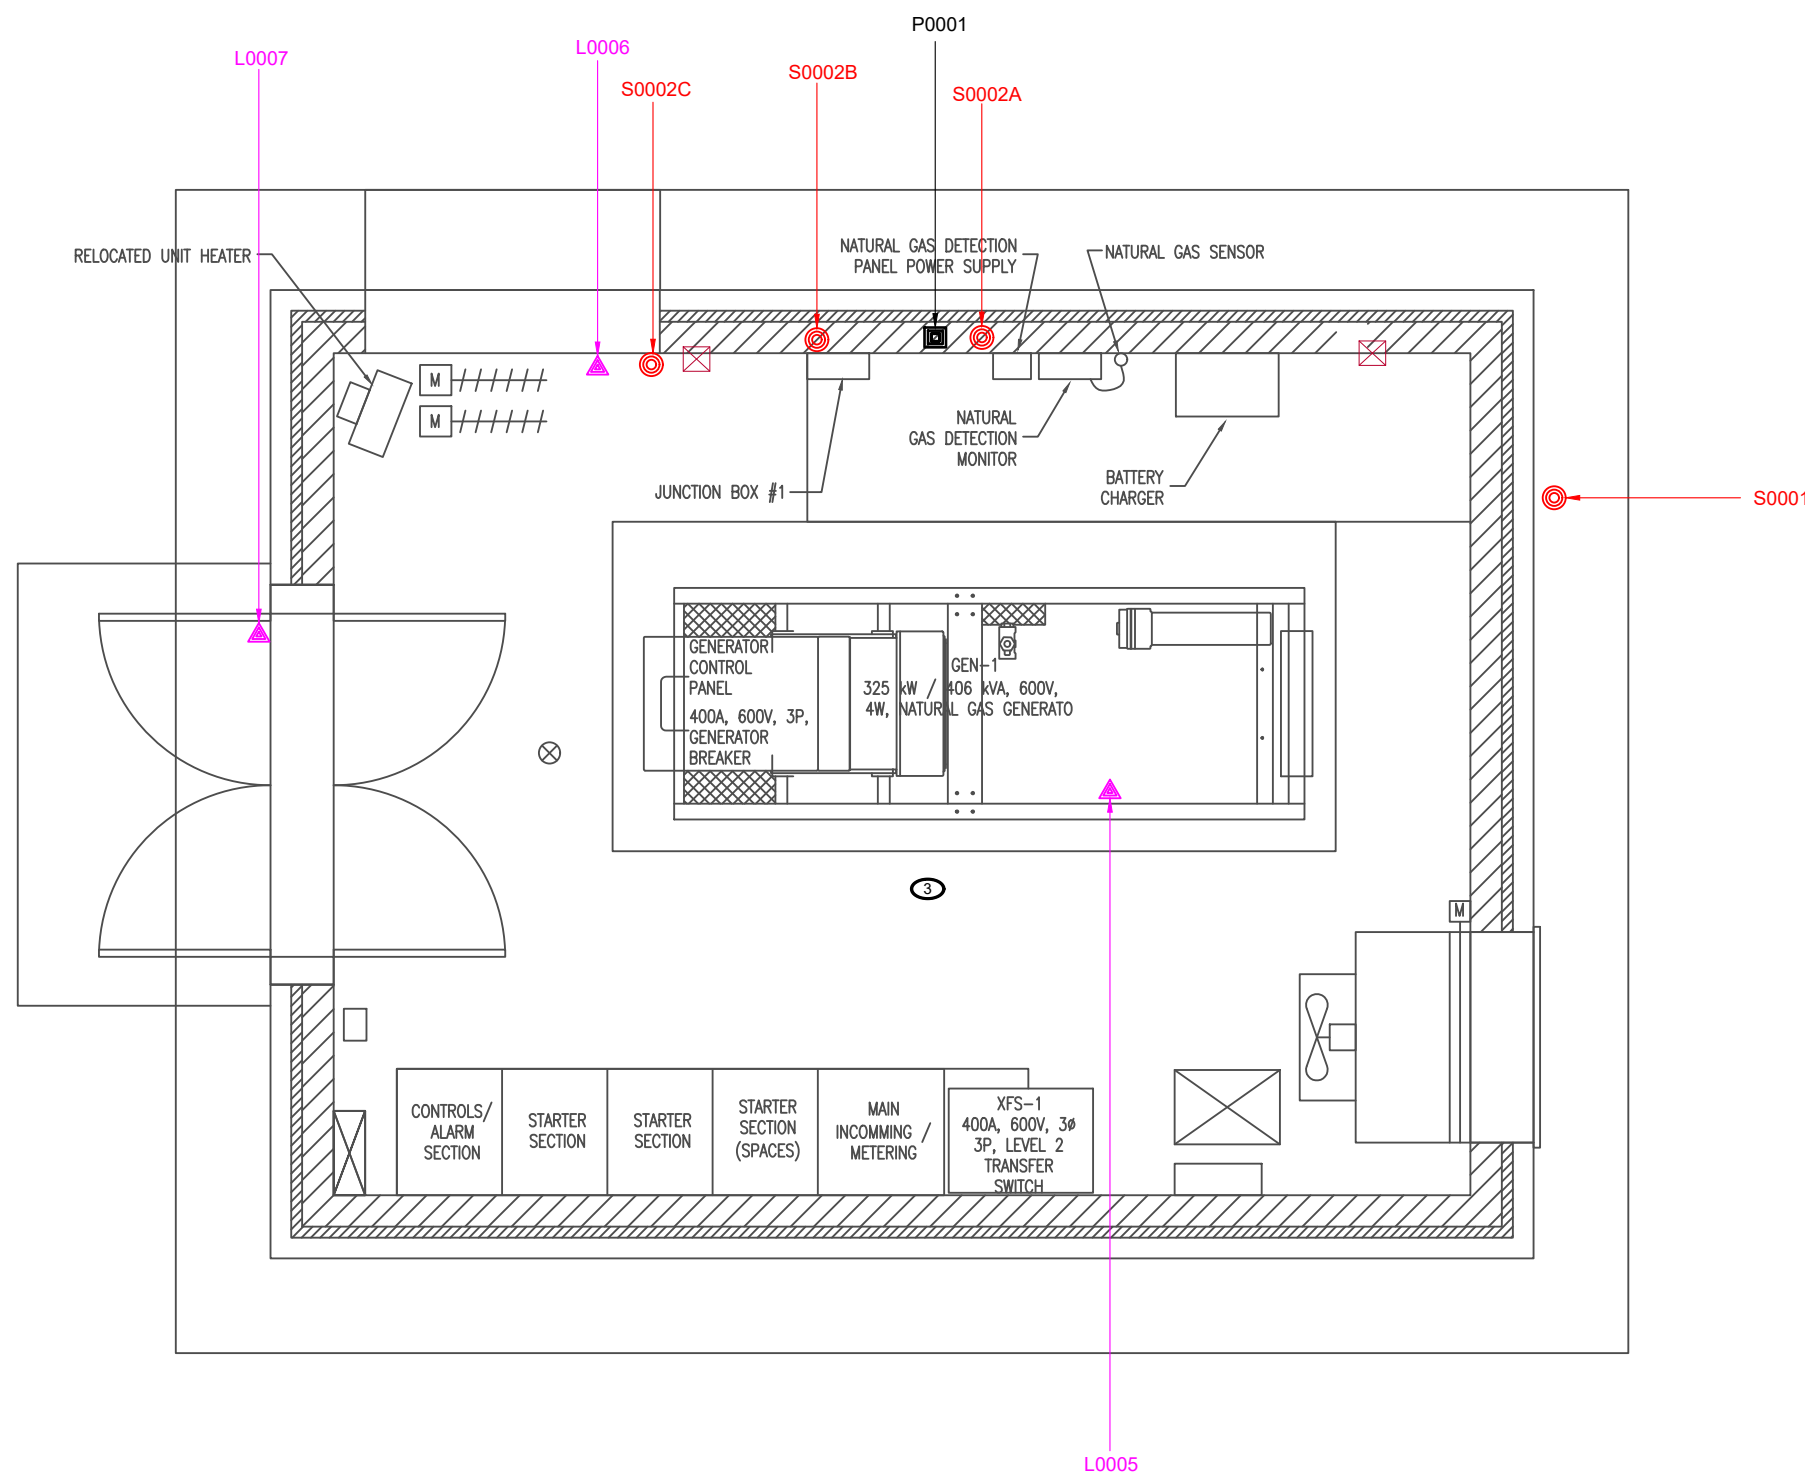 P0001
L0006
L0007
S0002B
S0002C
S0002A
RELOCATED UNIT HEATER
NATURAL GAS DETECTION
PANEL POWER SUPPLY
NATURAL GAS SENSOR
M
M
NATURAL
GAS DETECTION
MONITOR
BATTERY
CHARGER
JUNCTION BOX #1
S0001
GENERATOR
CONTROL
PANEL
400A, 600V, 3P,
GENERATOR
BREAKER
GEN-1
325 kW / 406 kVA, 600V,
4W, NATURAL GAS GENERATO
3
M
CONTROLS/
ALARM
SECTION
STARTER
SECTION
STARTER
SECTION
STARTER
SECTION
(SPACES)
MAIN
INCOMMING /
METERING
XFS-1
400A, 600V, 3ø
3P, LEVEL 2
TRANSFER
SWITCH
L0005